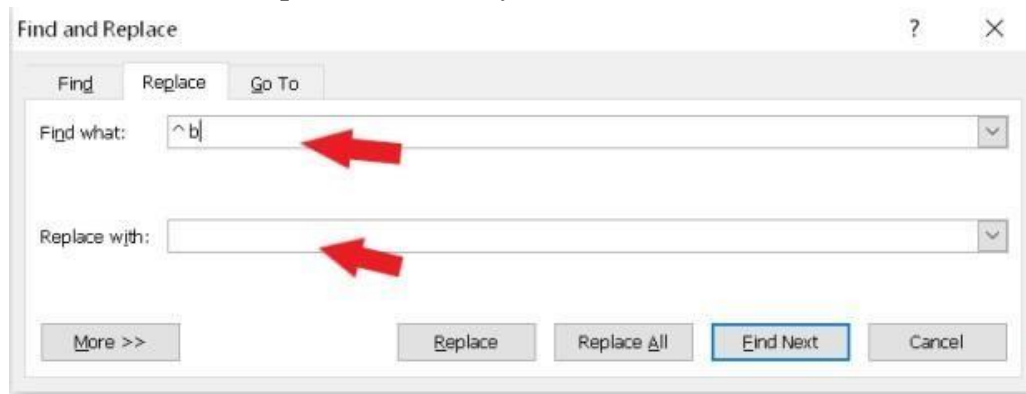 Find and Replace ? ×
Find Replace Go To
Find what: ^b
Replace with:
More >> Replace Replace All Find Next Cancel